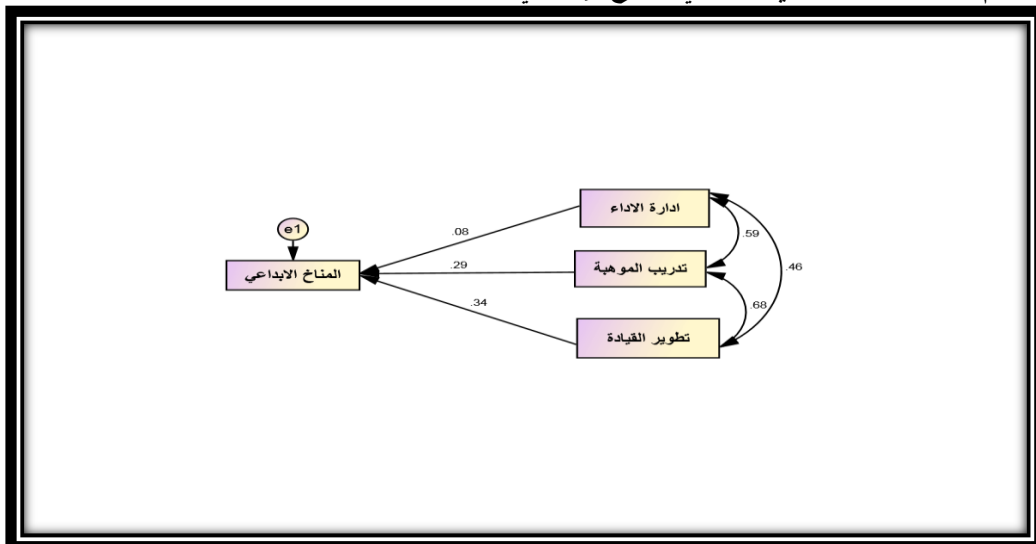 ادارة الاداء
.08
.59
e1
.46
المناخ الابداعي
.29
تدريب الموهبة
.34
.68
تطوير القيادة